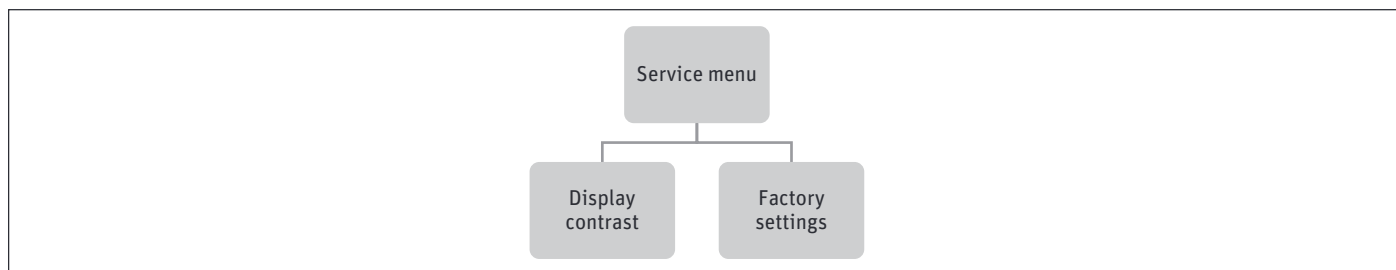 Service menu
Display
contrast
Factory
settings